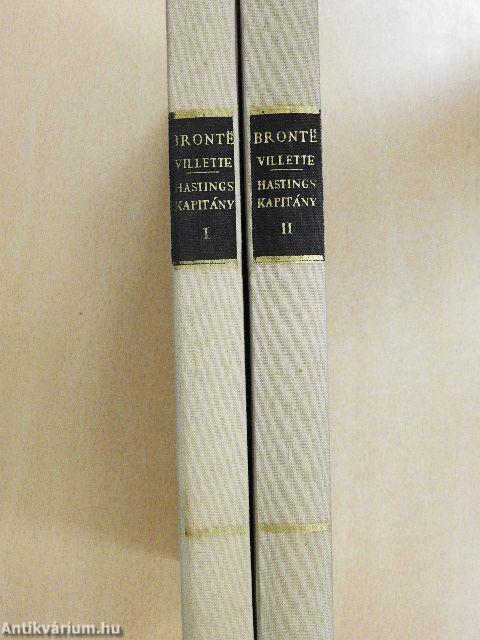 BRONTË
VILLETTE
HASTINGS
KAPITÁNY
I
BRONTË
VILLETTE
HASTINGS
KAPITÁNY
II
Antikvárium.hu